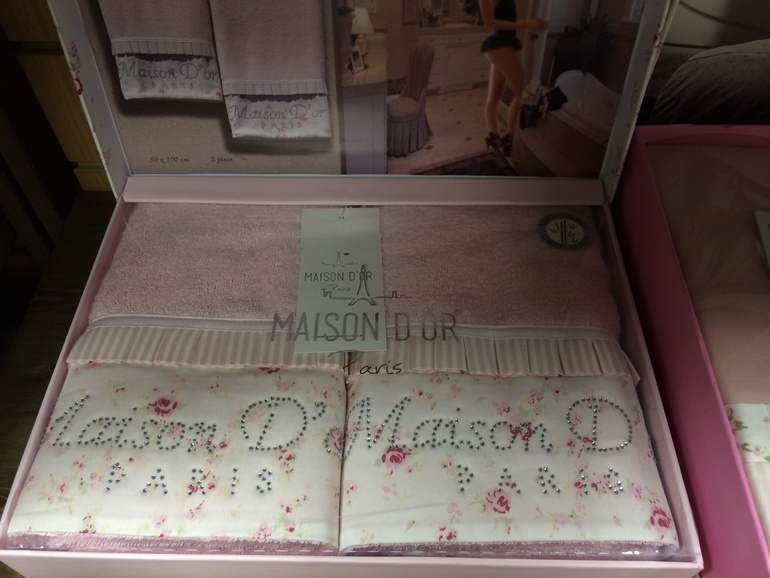 Maison D'or
PARIS
Maison D'or
PARIS
50 x 100 cm 2 piece
MAISON D'OR
Paris
MAISON D'OR
Paris
Maison D'
PARIS
Maison D
PARIS